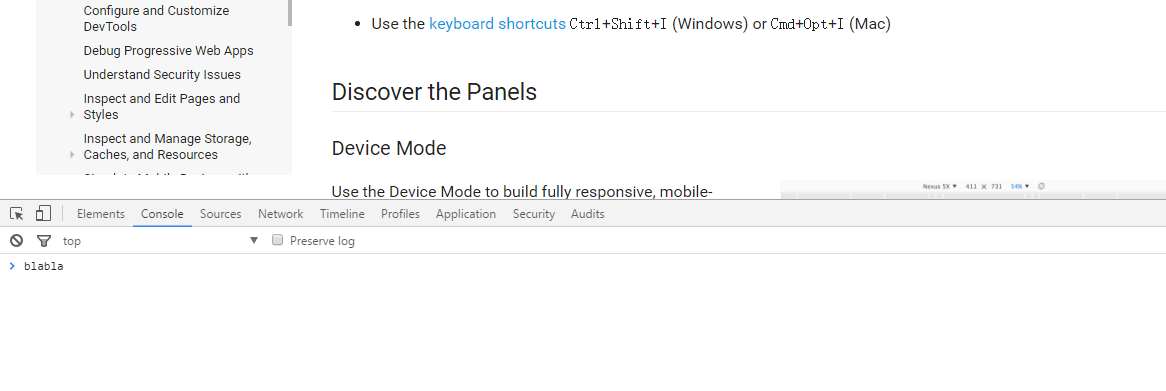 Configure and Customize
DevTools
Debug Progressive Web Apps
Understand Security Issues
Inspect and Edit Pages and
Styles
Inspect and Manage Storage,
Caches, and Resources
• Use the keyboard shortcuts Ctrl+Shift+I (Windows) or Cmd+Opt+I (Mac)
Discover the Panels
Device Mode
Use the Device Mode to build fully responsive, mobile-
Nexus 5X ▼ 411 × 731 54% ▼
Elements Console Sources Network Timeline Profiles Application Security Audits
top ▼ Preserve log
> blabla